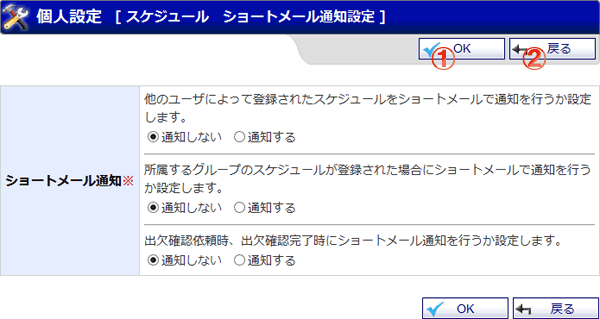 個人設定 [ スケジュール ショートメール通知設定 ]
OK 戻る
① ②
他のユーザによって登録されたスケジュールをショートメールで通知を行うか設定
します。
通知しない 通知する
所属するグループのスケジュールが登録された場合にショートメールで通知を行う
か設定します。
ショートメール通知※
通知しない 通知する
出欠確認依頼時、出欠確認完了時にショートメール通知を行うか設定します。
通知しない 通知する
OK 戻る